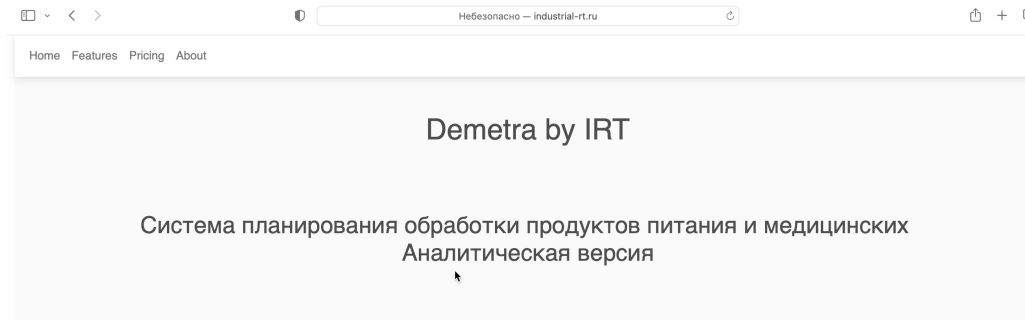 Небезопасно — industrial-rt.ru
Home Features Pricing About
Demetra by IRT
Система планирования обработки продуктов питания и медицинских
Аналитическая версия